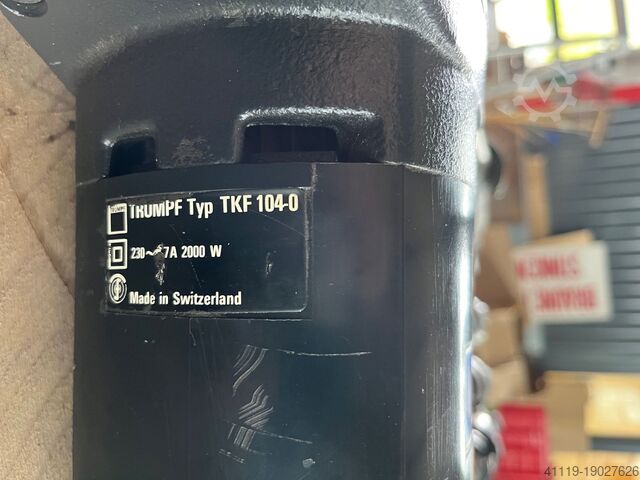 TRUMPF Typ TKF 104-0
230~ 7A 2000 W
Made in Switzerland
41119-19027626